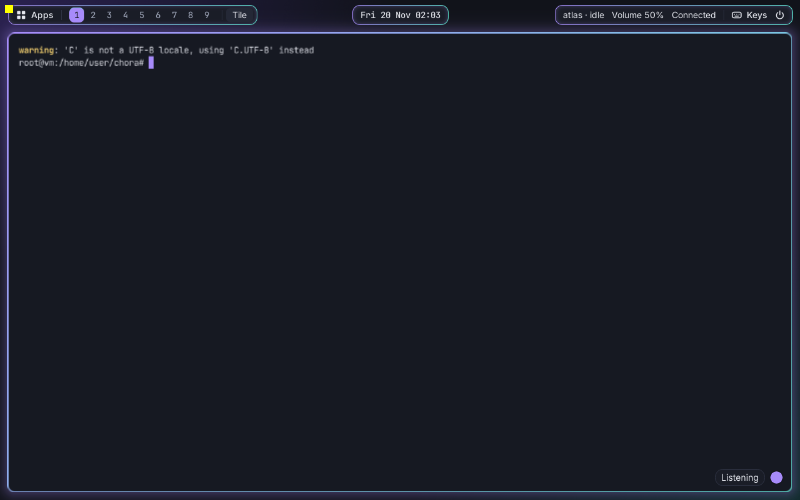 Apps 1 2 3 4 5 6 7 8 9 Tile Fri 20 Nov 02:03 atlas · idle Volume 50% Connected Keys
warning: 'C' is not a UTF-8 locale, using 'C.UTF-8' instead
root@vm:/home/user/chora#
Listening